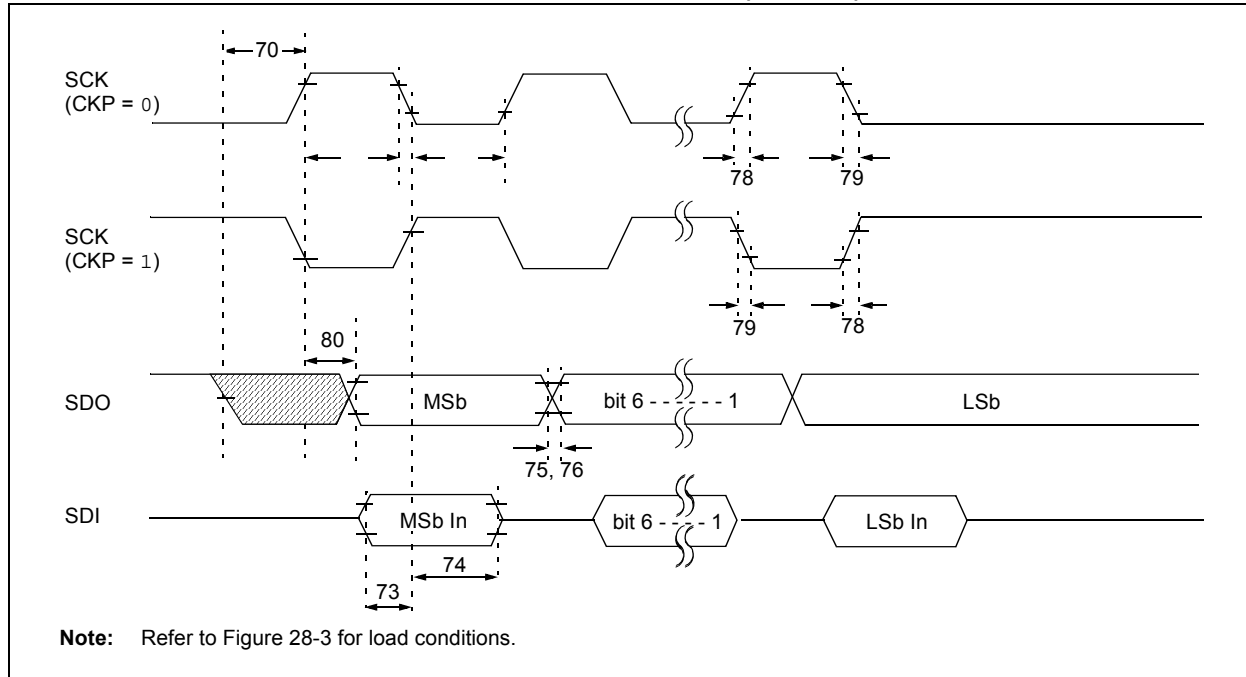 70
SCK
(CKP = 0)
78
79
SCK
(CKP = 1)
79
78
80
SDO
MSb
bit 6 - - - - - - 1
LSb
75, 76
SDI
MSb In
bit 6 - - - - 1
LSb In
74
73
Note: Refer to Figure 28-3 for load conditions.